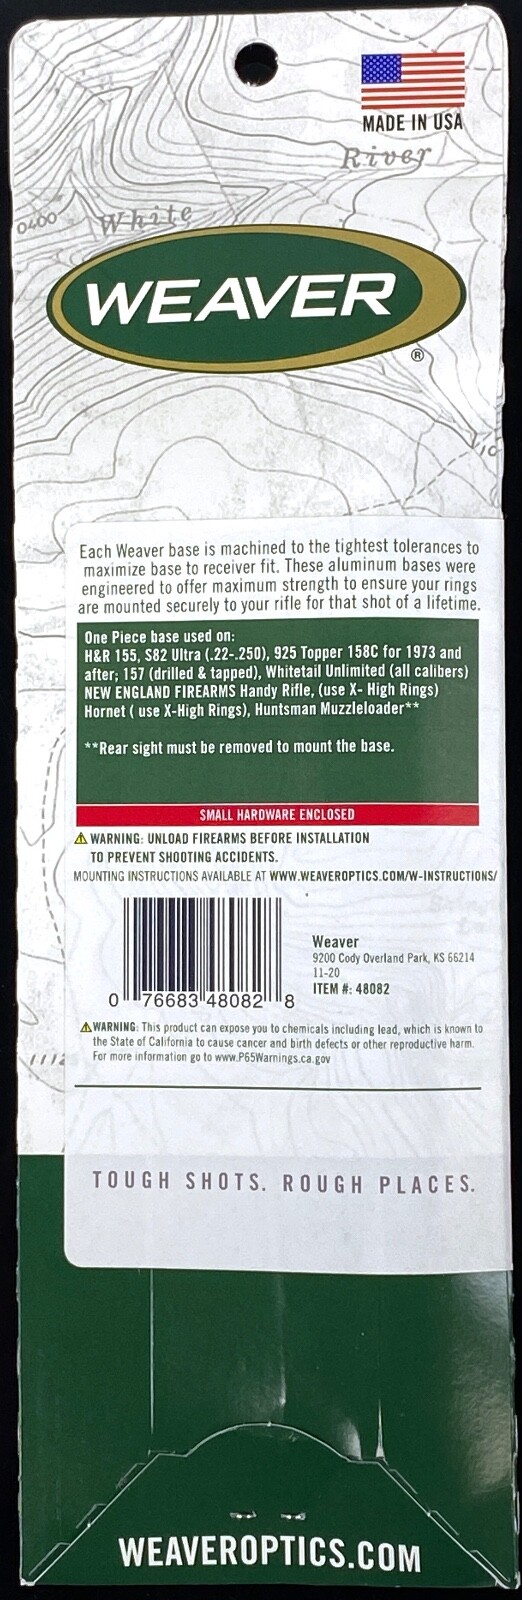 MADE IN USA
River
0400 White
WEAVER
®
Each Weaver base is machined to the tightest tolerances to
maximize base to receiver fit. These aluminum bases were
engineered to offer maximum strength to ensure your rings
are mounted securely to your rifle for that shot of a lifetime.
One Piece base used on:
H&R 155, S82 Ultra (.22-.250), 925 Topper 158C for 1973 and
after; 157 (drilled & tapped), Whitetail Unlimited (all calibers)
NEW ENGLAND FIREARMS Handy Rifle, (use X- High Rings)
Hornet ( use X-High Rings), Huntsman Muzzleloader**
**Rear sight must be removed to mount the base.
SMALL HARDWARE ENCLOSED
WARNING: UNLOAD FIREARMS BEFORE INSTALLATION
TO PREVENT SHOOTING ACCIDENTS.
MOUNTING INSTRUCTIONS AVAILABLE AT WWW.WEAVEROPTICS.COM/W-INSTRUCTIONS/
Weaver
9200 Cody Overland Park, KS 66214
11-20
ITEM #: 48082
0 76683 48082 8
WARNING: This product can expose you to chemicals including lead, which is known to
the State of California to cause cancer and birth defects or other reproductive harm.
For more information go to www.P65Warnings.ca.gov
TOUGH SHOTS. ROUGH PLACES.
WEAVEROPTICS.COM